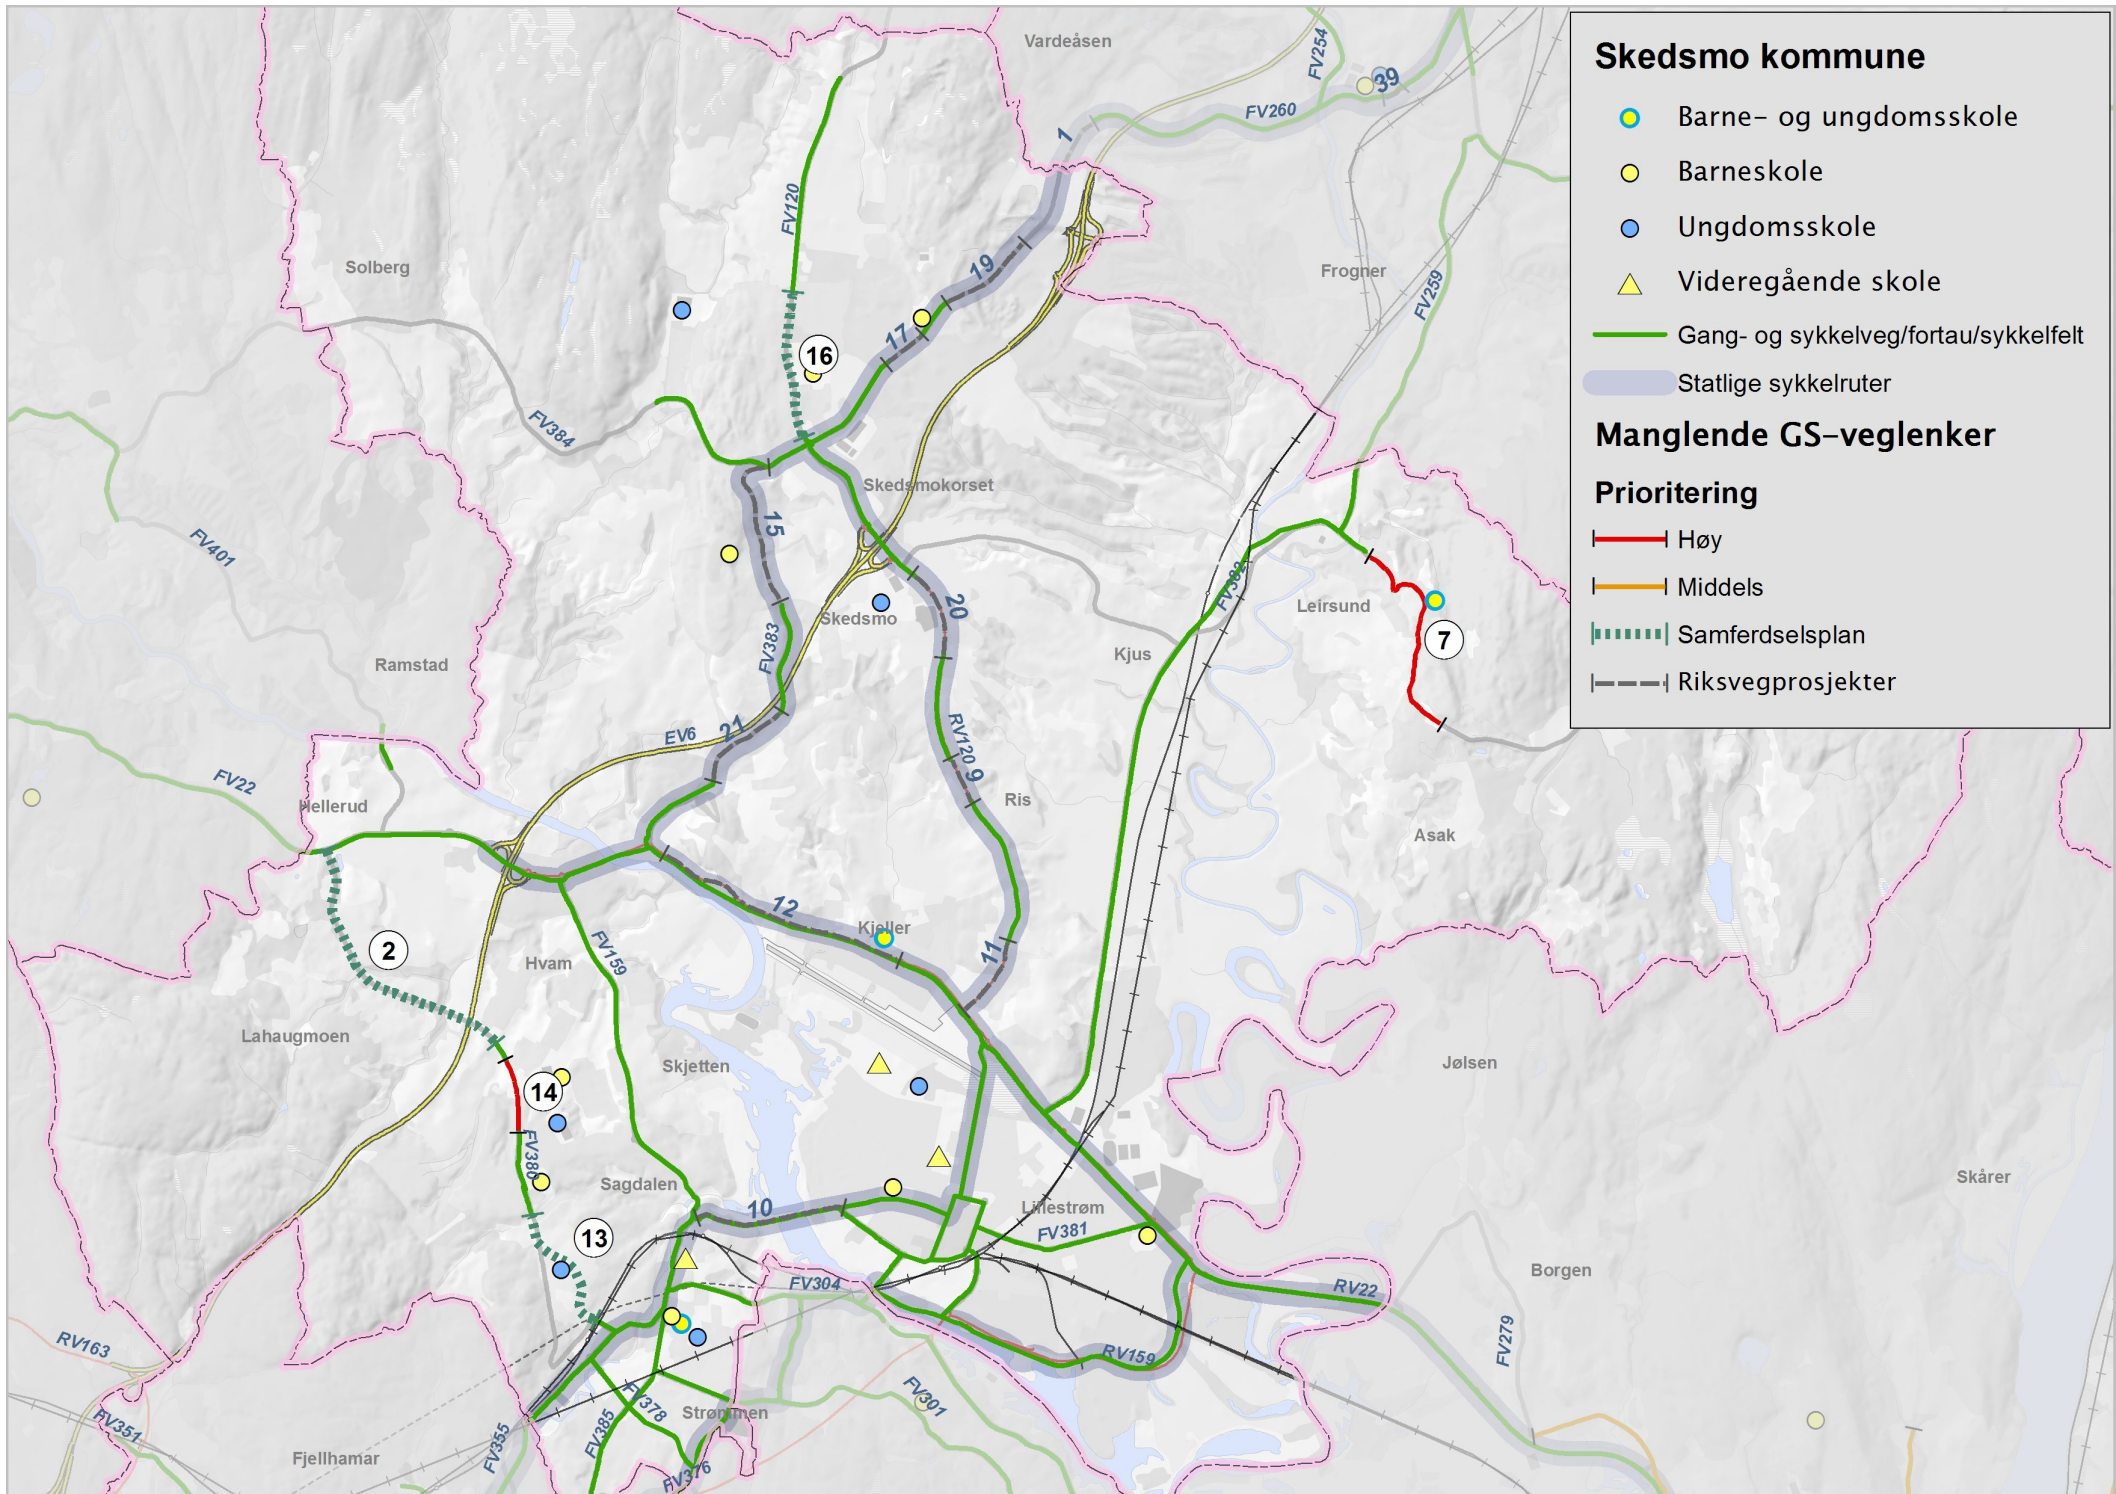 Skedsmo kommune
Barne- og ungdomsskole
Barneskole
Ungdomsskole
Videregående skole
Gang- og sykkelveg/fortau/sykkelfelt
Statlige sykkelruter
Manglende GS-veglenker
Prioritering
Høy
Middels
Samferdselsplan
Riksvegprosjekter
Vardeåsen
FV254
39
FV260
1
FV120
Solberg
19
Frogner
FV259
17
16
FV384
Skedsmokorset
15
FV401
FV382
20
Leirsund
Skedsmo
7
FV383
Kjus
Ramstad
21
EV6
RV120
9
FV22
Hellerud
Ris
Asak
12
Kjeller
2
FV159
Hvam
11
Lahaugmoen
Skjetten
Jølsen
14
FV380
Sagdalen
Skårer
10
Lillestrøm
13
FV381
Borgen
FV304
RV22
RV163
RV159
FV279
FV378
FV301
Strømmen
FV351
FV385
FV355
Fjellhamar
FV376